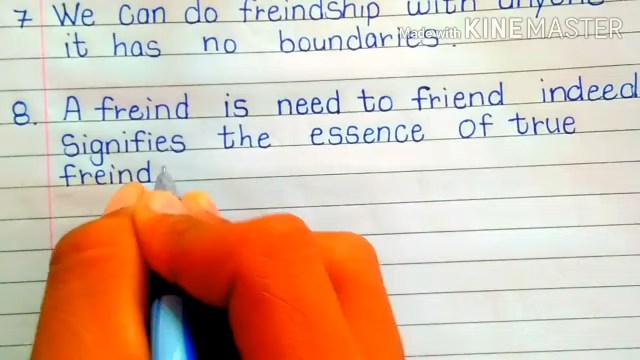 7 We can do freindship with anyone
Made with KINEMASTER
it has no boundaries.
8. A freind is need to friend indeed
Signifies the essence of true
freind